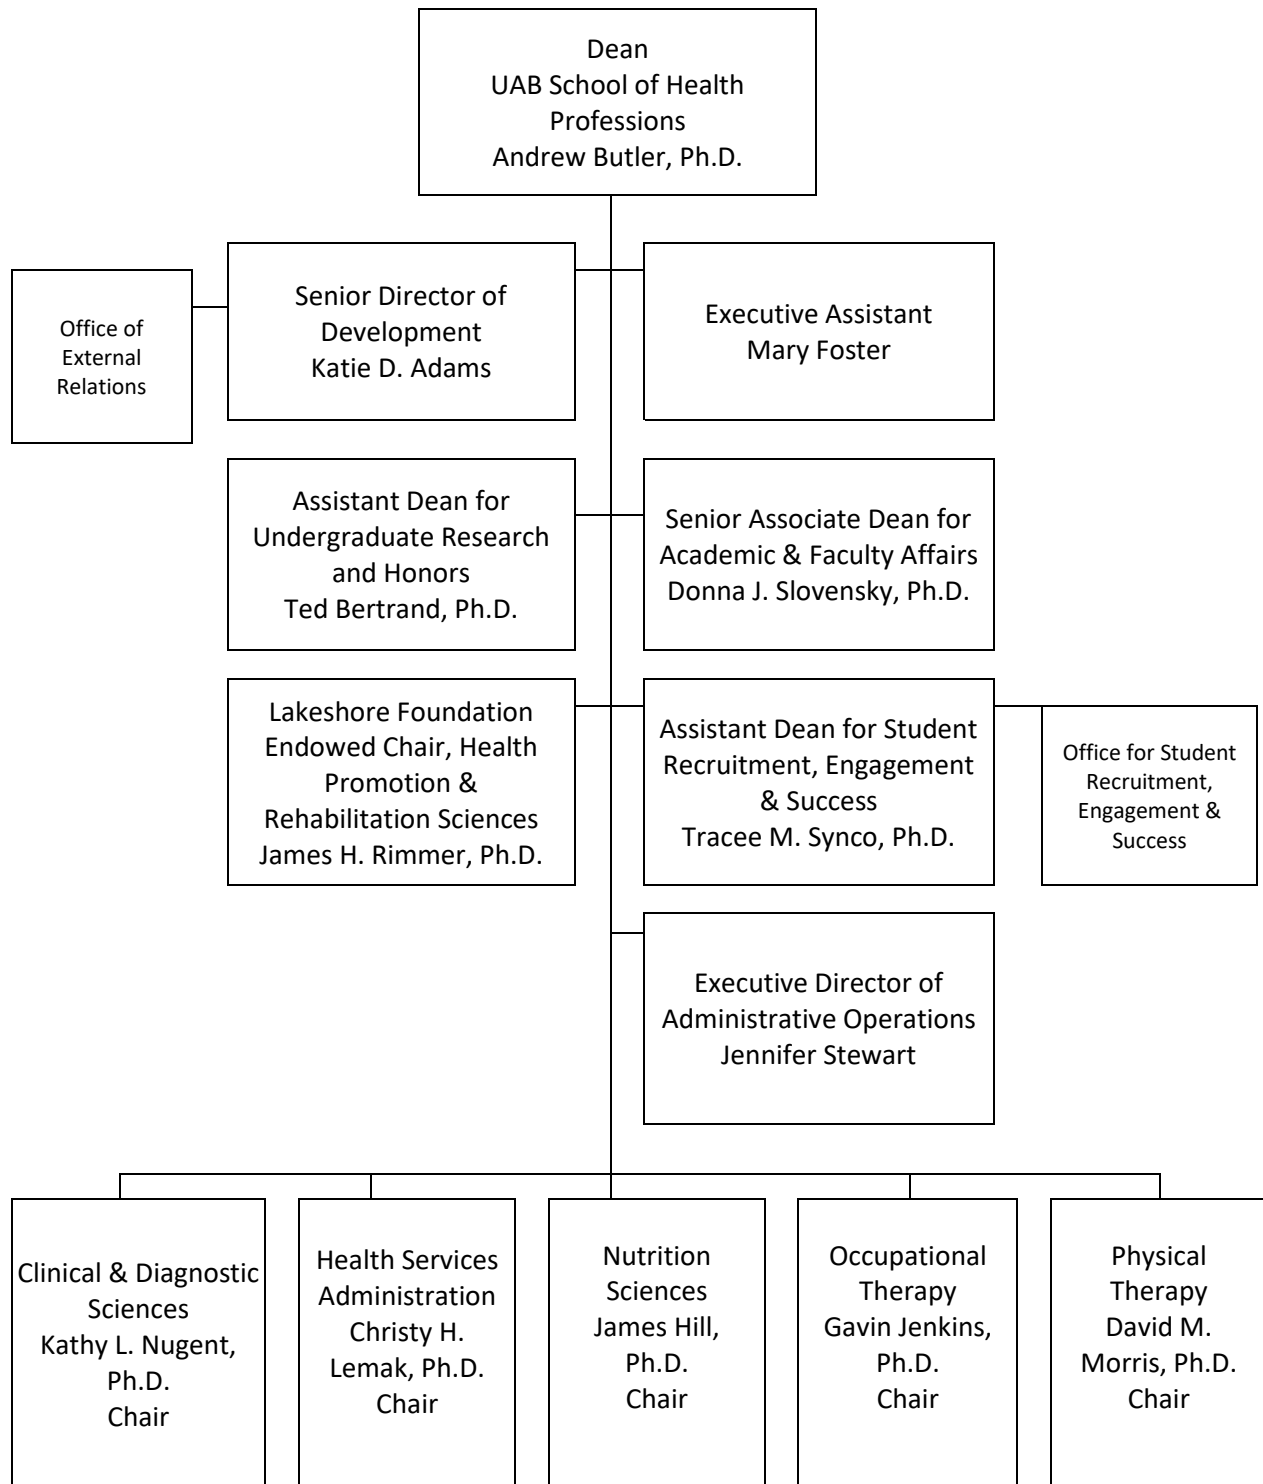 Dean
UAB School of Health
Professions
Andrew Butler, Ph.D.
Office of
External
Relations
Senior Director of
Development
Katie D. Adams
Executive Assistant
Mary Foster
Assistant Dean for
Undergraduate Research
and Honors
Ted Bertrand, Ph.D.
Senior Associate Dean for
Academic & Faculty Affairs
Donna J. Slovensky, Ph.D.
Lakeshore Foundation
Endowed Chair, Health
Promotion &
Rehabilitation Sciences
James H. Rimmer, Ph.D.
Assistant Dean for Student
Recruitment, Engagement
& Success
Tracee M. Synco, Ph.D.
Office for Student
Recruitment,
Engagement &
Success
Executive Director of
Administrative Operations
Jennifer Stewart
Clinical & Diagnostic
Sciences
Kathy L. Nugent,
Ph.D.
Chair
Health Services
Administration
Christy H.
Lemak, Ph.D.
Chair
Nutrition
Sciences
James Hill,
Ph.D.
Chair
Occupational
Therapy
Gavin Jenkins,
Ph.D.
Chair
Physical
Therapy
David M.
Morris, Ph.D.
Chair